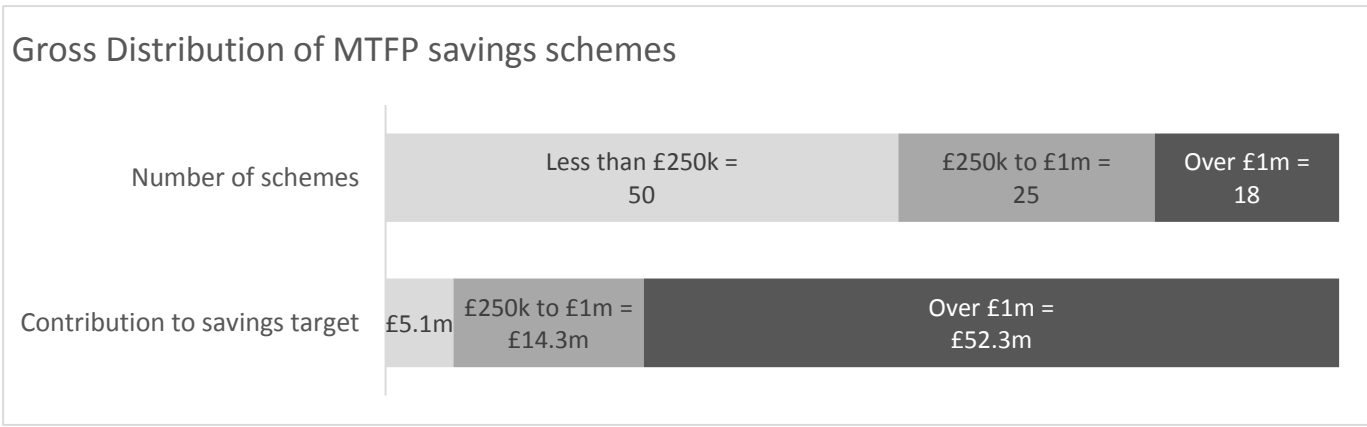 Gross Distribution of MTFP savings schemes
Number of schemes
Less than £250k =
50
£250k to £1m =
25
Over £1m =
18
Contribution to savings target
£5.1m
£250k to £1m =
£14.3m
Over £1m =
£52.3m